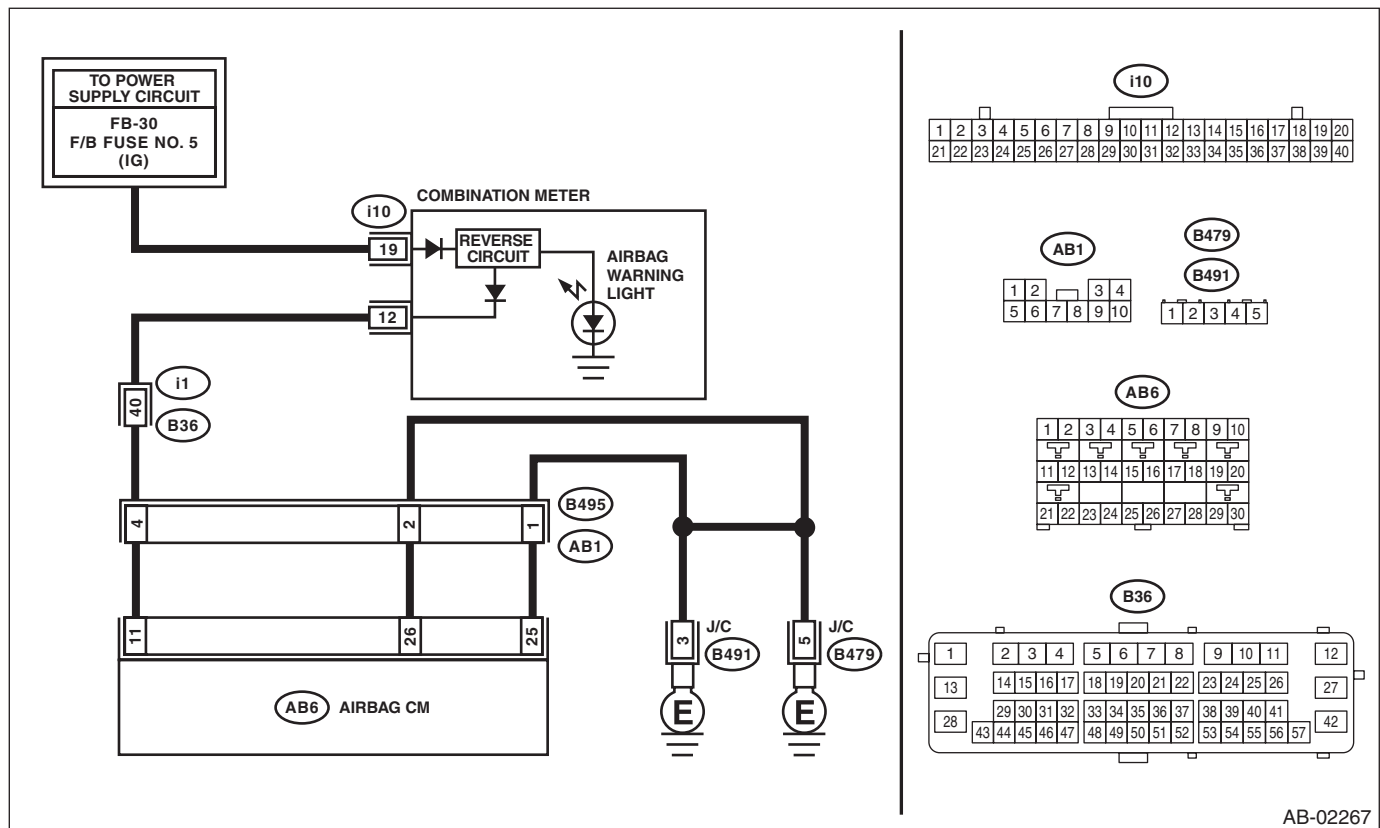 TO POWER
SUPPLY CIRCUIT
FB-30
F/B FUSE NO. 5
(IG)
COMBINATION METER
i10
19
REVERSE
CIRCUIT
AIRBAG
WARNING
LIGHT
12
i1
40
B36
B495
4
2
1
AB1
11
26
25
AB6
AIRBAG CM
3
J/C
B491
E
5
J/C
B479
E
i10
1 2 3 4 5 6 7 8 9 10 11 12 13 14 15 16 17 18 19 20
21 22 23 24 25 26 27 28 29 30 31 32 33 34 35 36 37 38 39 40
AB1
1 2 3 4
5 6 7 8 9 10
B479
B491
1 2 3 4 5
AB6
1 2 3 4 5 6 7 8 9 10
11 12 13 14 15 16 17 18 19 20
21 22 23 24 25 26 27 28 29 30
B36
1 2 3 4 5 6 7 8 9 10 11 12
13 14 15 16 17 18 19 20 21 22 23 24 25 26 27
28 29 30 31 32 33 34 35 36 37 38 39 40 41 42
43 44 45 46 47 48 49 50 51 52 53 54 55 56 57
AB-02267